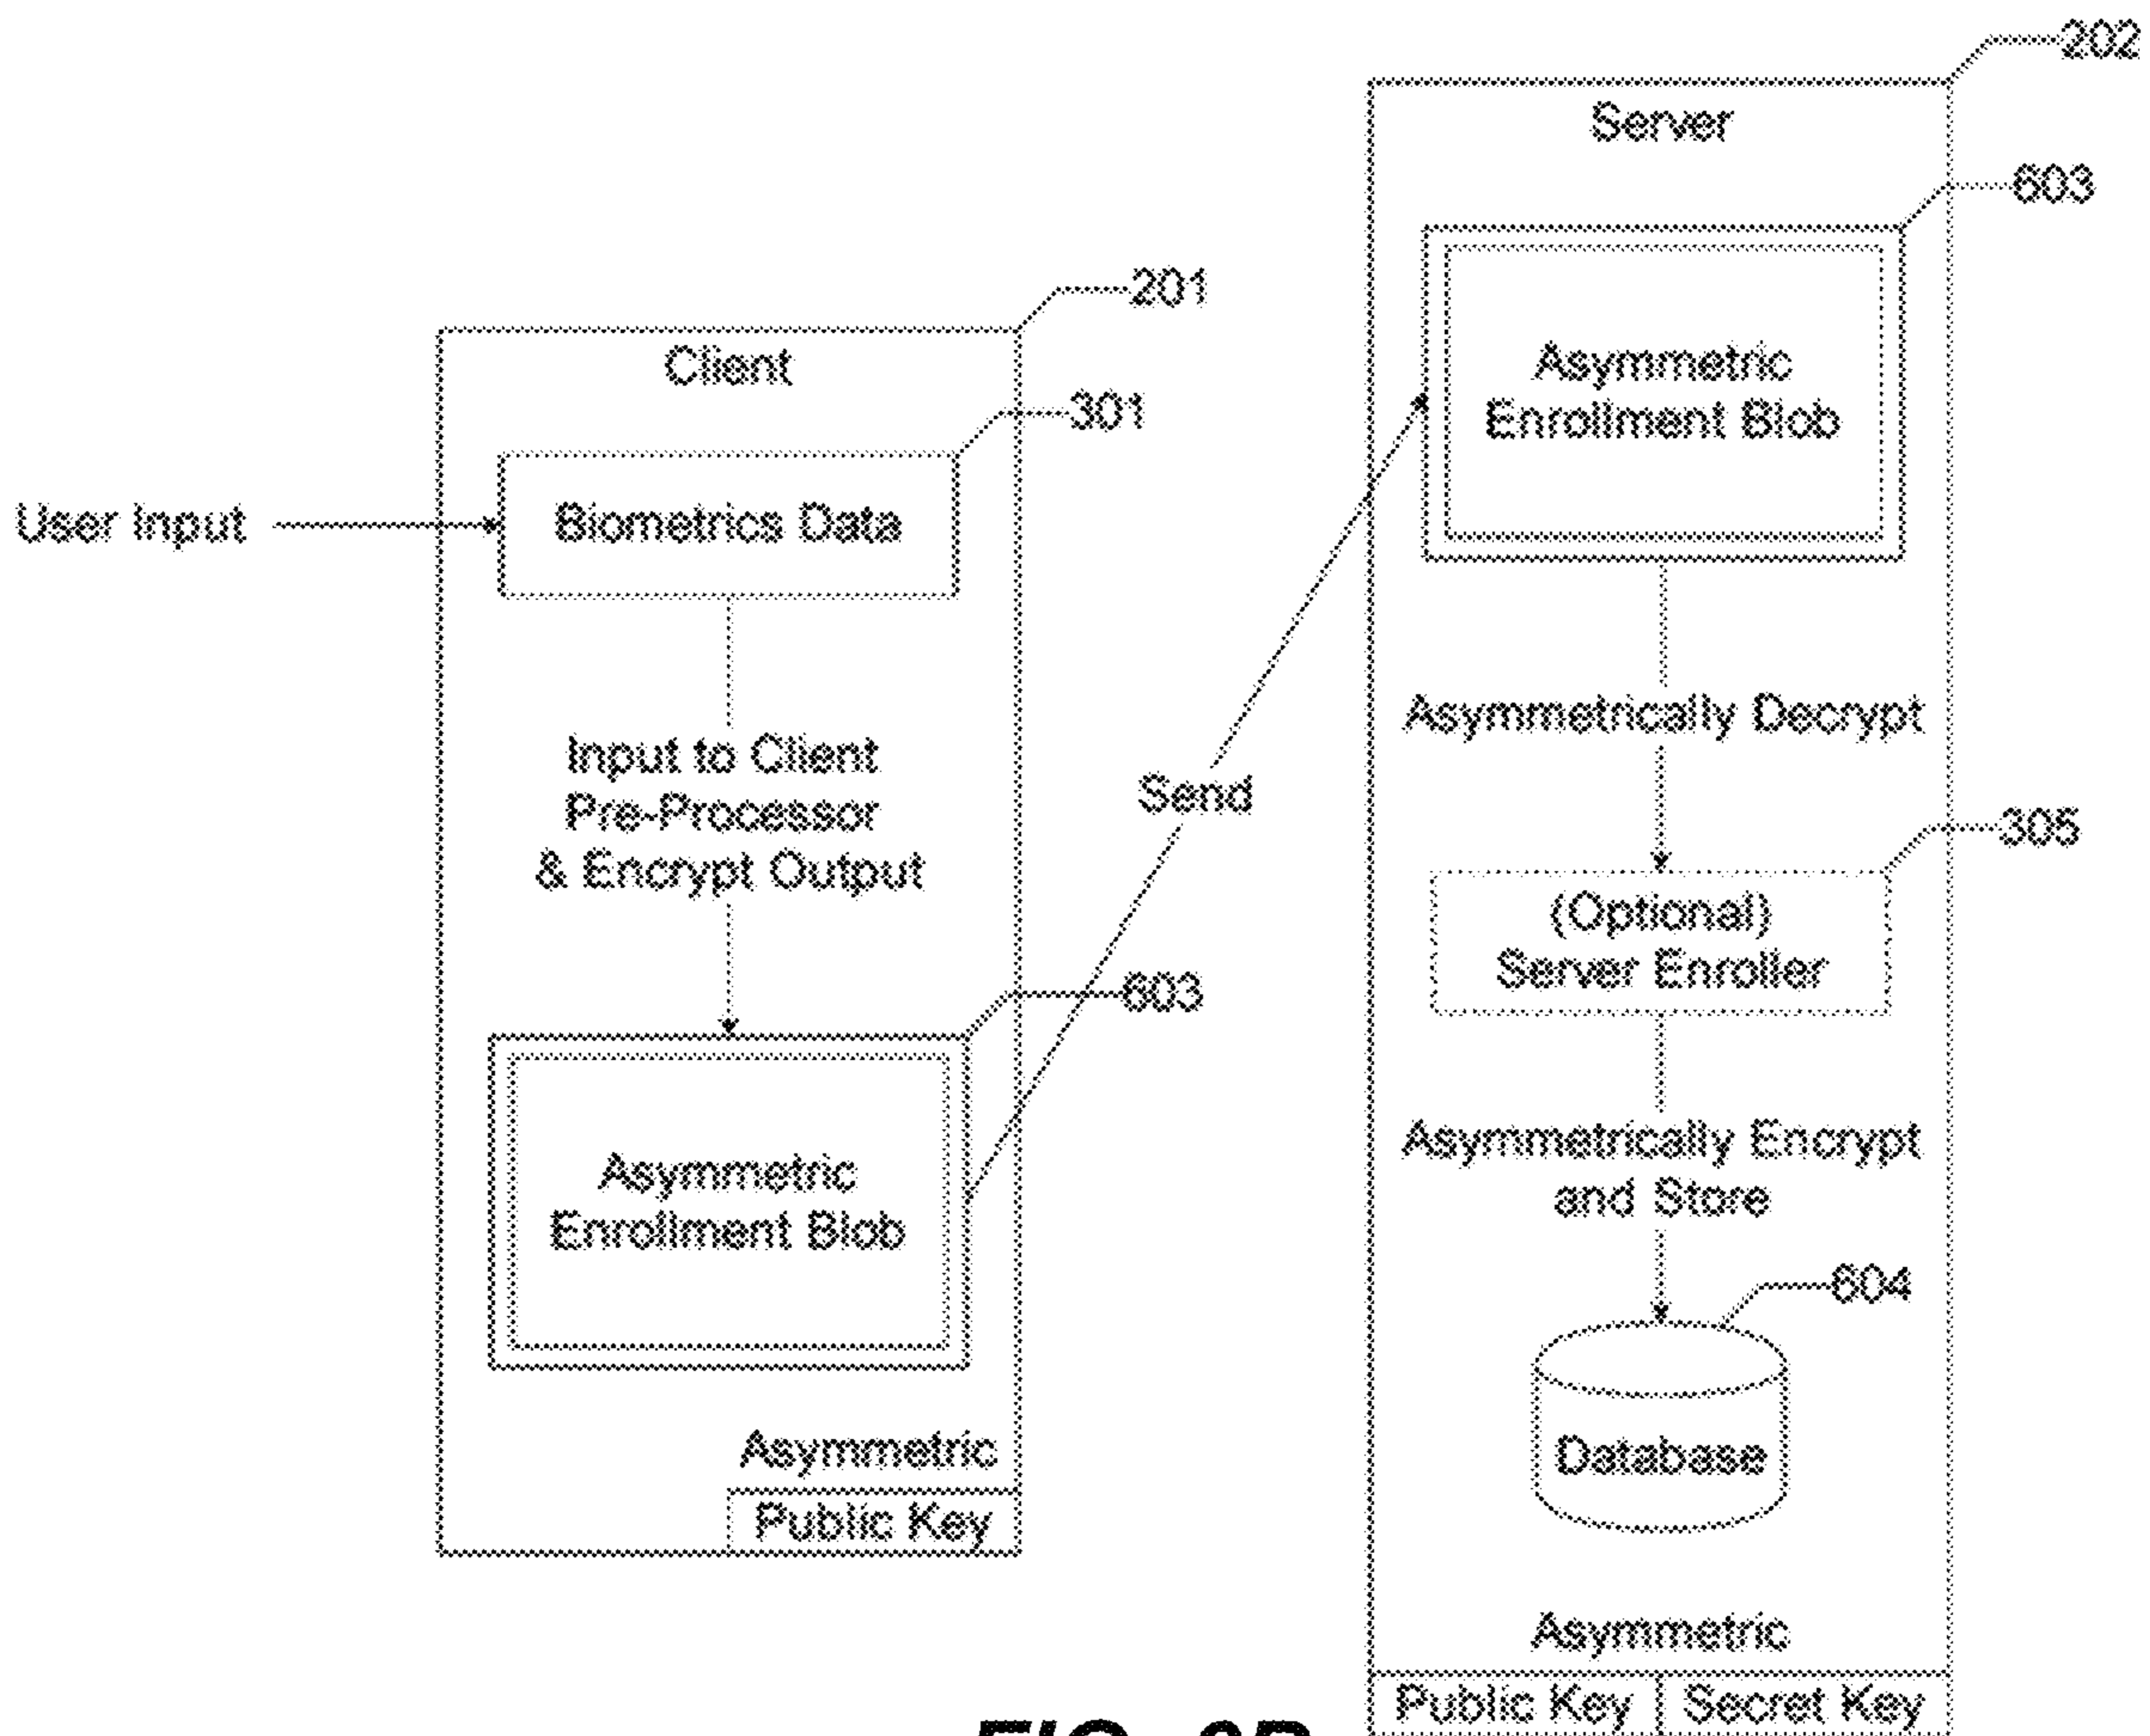 202
Server
603
Asymmetric
Enrollment Blob
201
Client
301
User Input
Biometrics Data
Input to Client
Pre-Processor
& Encrypt Output
Send
603
Asymmetric
Enrollment Blob
Asymmetric
Public Key
Asymmetrically Decrypt
305
(Optional)
Server Enroller
Asymmetrically Encrypt
and Store
604
Database
Asymmetric
Public Key
Secret Key